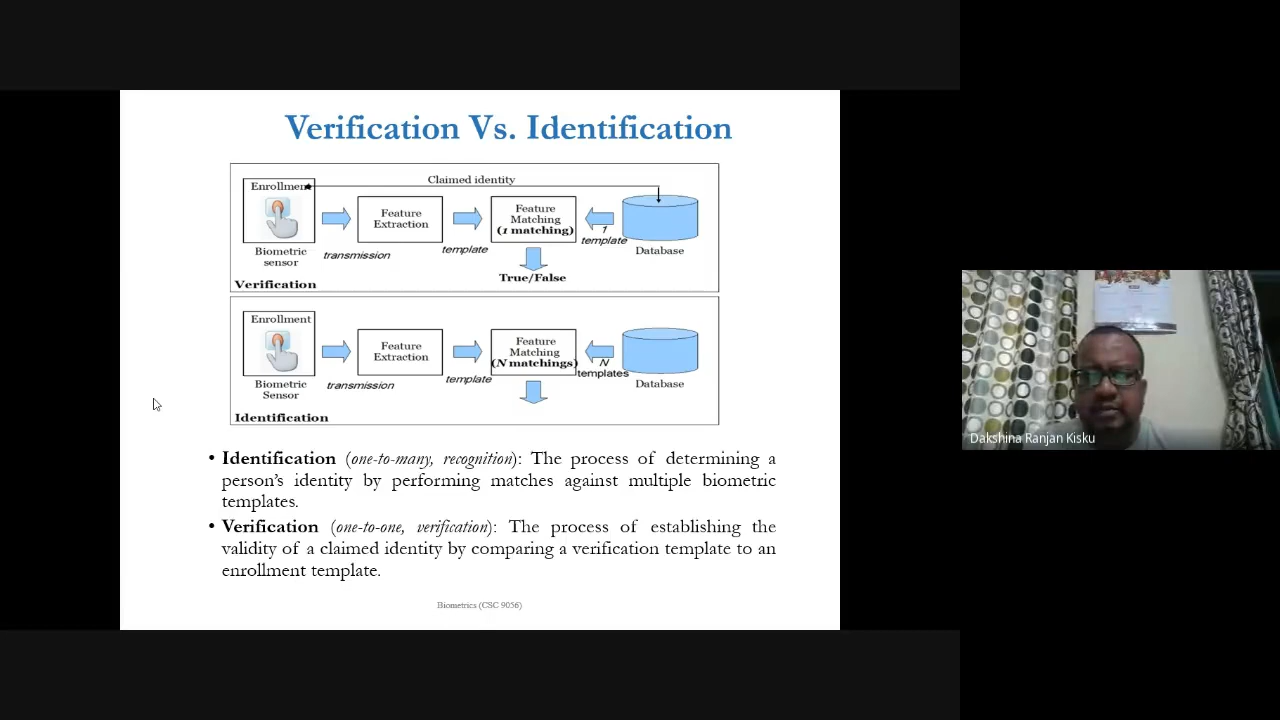 Verification Vs. Identification
Claimed identity
Enrollment
Feature
Extraction
Feature
Matching
(1 matching)
1
template
Biometric
sensor
transmission
template
Database
True/False
Verification
Enrollment
Feature
Extraction
Feature
Matching
(N matchings)
N
templates
Biometric
Sensor
transmission
template
Database
Identification
• Identification (one-to-many, recognition): The process of determining a
person's identity by performing matches against multiple biometric
templates.
• Verification (one-to-one, verification): The process of establishing the
validity of a claimed identity by comparing a verification template to an
enrollment template.
Biometrics (CSC 9056)
Dakshina Ranjan Kisku